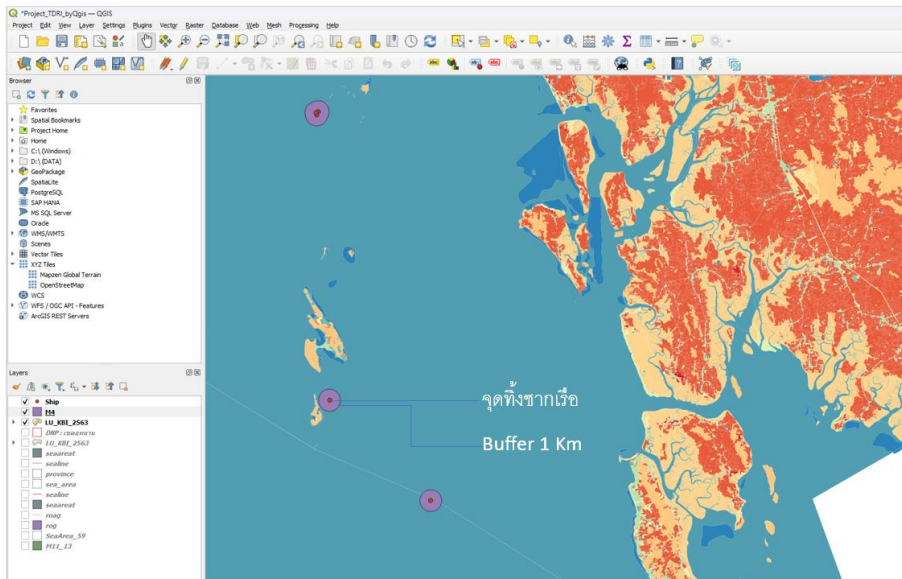 *Project_TDRI_byQgis — QGIS
Project Edit View Layer Settings Plugins Vector Raster Database Web Mesh Processing Help
Browser
Favorites
Spatial Bookmarks
Project Home
Home
C:\ (Windows)
D:\ (DATA)
GeoPackage
SpatiaLite
PostgreSQL
SAP HANA
MS SQL Server
Oracle
WMS/WMTS
Scenes
Vector Tiles
XYZ Tiles
Mapzen Global Terrain
OpenStreetMap
WCS
WFS / OGC API - Features
ArcGIS REST Servers
จุดทิ้งซากเรือ
Buffer 1 Km
Layers
Ship
M4
LU_KBI_2563
DNP :
LU_KBI_2563
seaareat
sealine
province
sea_area
sealine
seaareat
roag
rog
SeaArea_59
M11_13